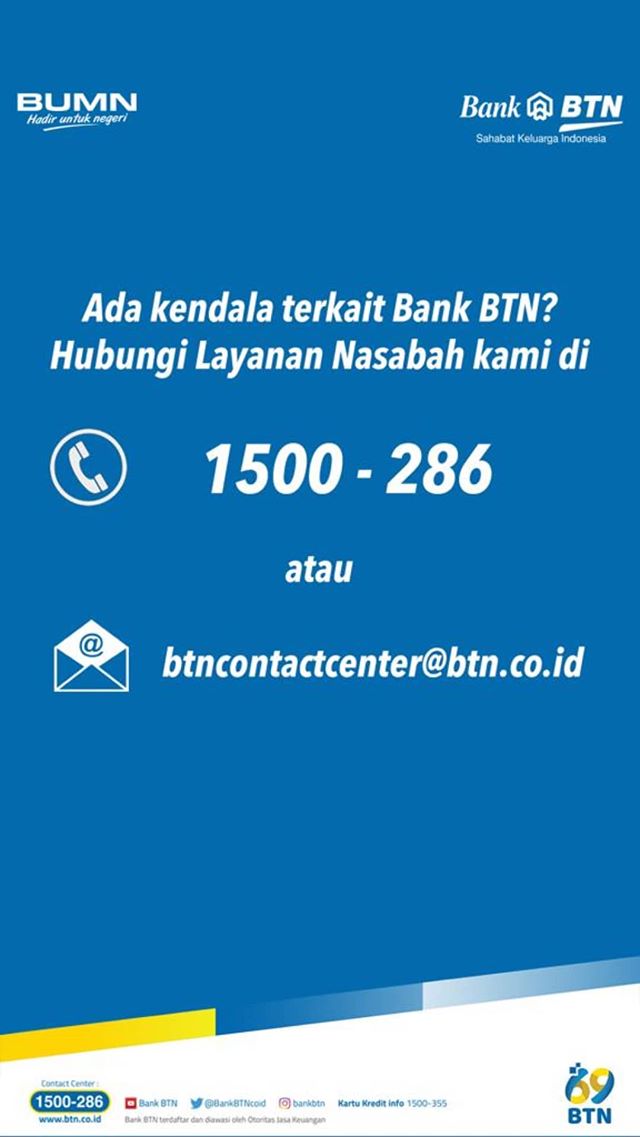 BUMN
Hadir untuk negeri
Bank BTN
Sahabat Keluarga Indonesia
Ada kendala terkait Bank BTN?
Hubungi Layanan Nasabah kami di
1500 - 286
atau
@
btncontactcenter@btn.co.id
Contact Center :
1500-286
www.btn.co.id
Bank BTN @BankBTNcoid bankbtn Kartu Kredit info 1500-355
Bank BTN terdaftar dan diawasi oleh Otoritas Jasa Keuangan
69
BTN